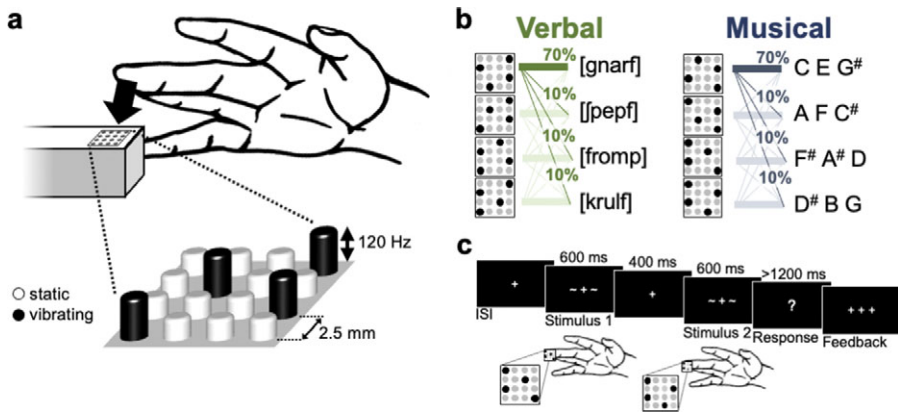 a
120 Hz
static
vibrating
2.5 mm
b
Verbal
70%
[gnarf]
10%
[ʃpepf]
10%
[fromp]
10%
[krulf]
Musical
70%
C E G#
10%
A F C#
10%
F# A# D
10%
D# B G
c
600 ms
400 ms
600 ms
>1200 ms
+
~+~
+
~+~
?
+++
ISI
Stimulus 1
Stimulus 2
Response
Feedback